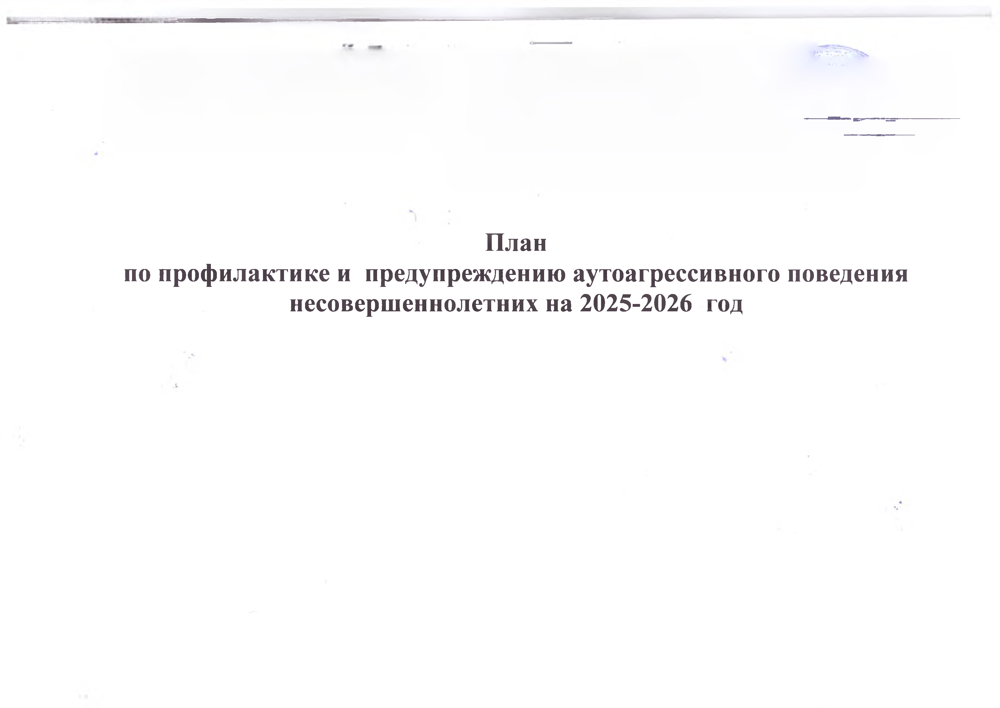 План
по профилактике и предупреждению аутоагрессивного поведения
несовершеннолетних на 2025-2026 год